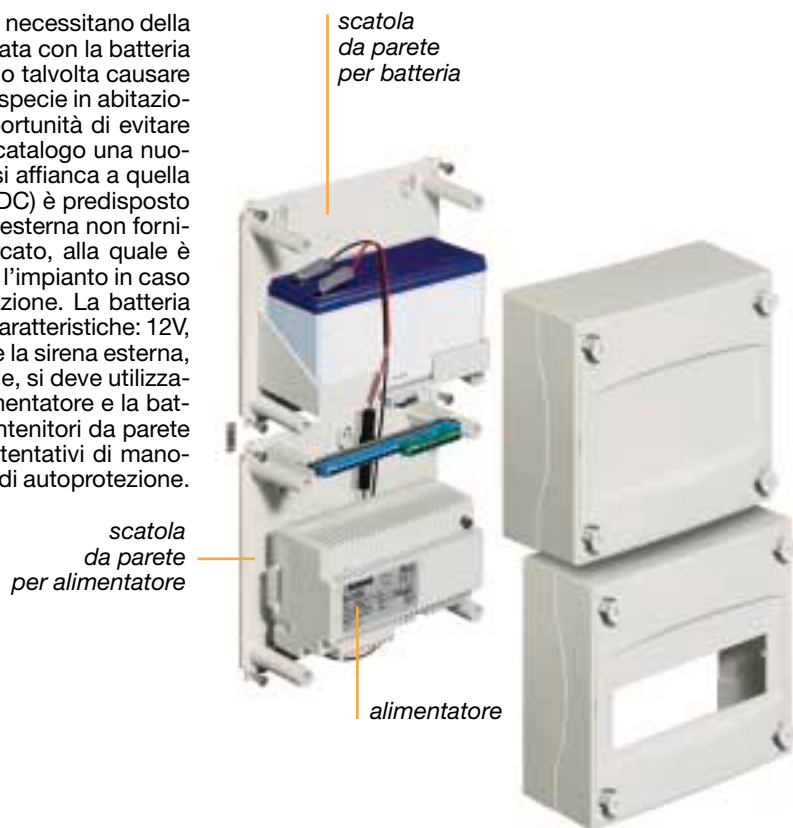 necessitano della
ata con la batteria
o talvolta causare
specie in abitazio-
ortunità di evitare
catalogo una nuo-
si affianca a quella
DC) è predisposto
esterna non forni-
cato, alla quale è
l'impianto in caso
zione. La batteria
aratteristiche: 12V,
e la sirena esterna,
e, si deve utilizza-
mentatore e la bat-
ntenitori da parete
tentativi di mano-
di autoprotezione.
scatola
da parete
per batteria
scatola
da parete
per alimentatore
alimentatore